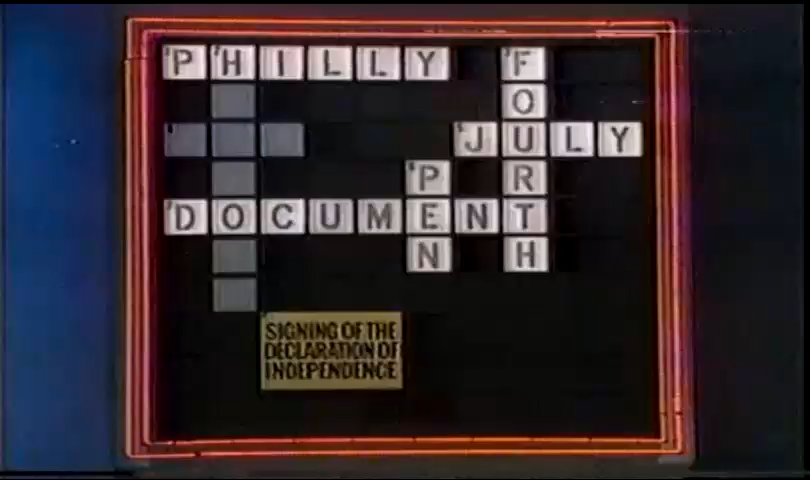 PHILLY
FOURTH
JULY
PEN
DOCUMENT
SIGNING OF THE
DECLARATION OF
INDEPENDENCE